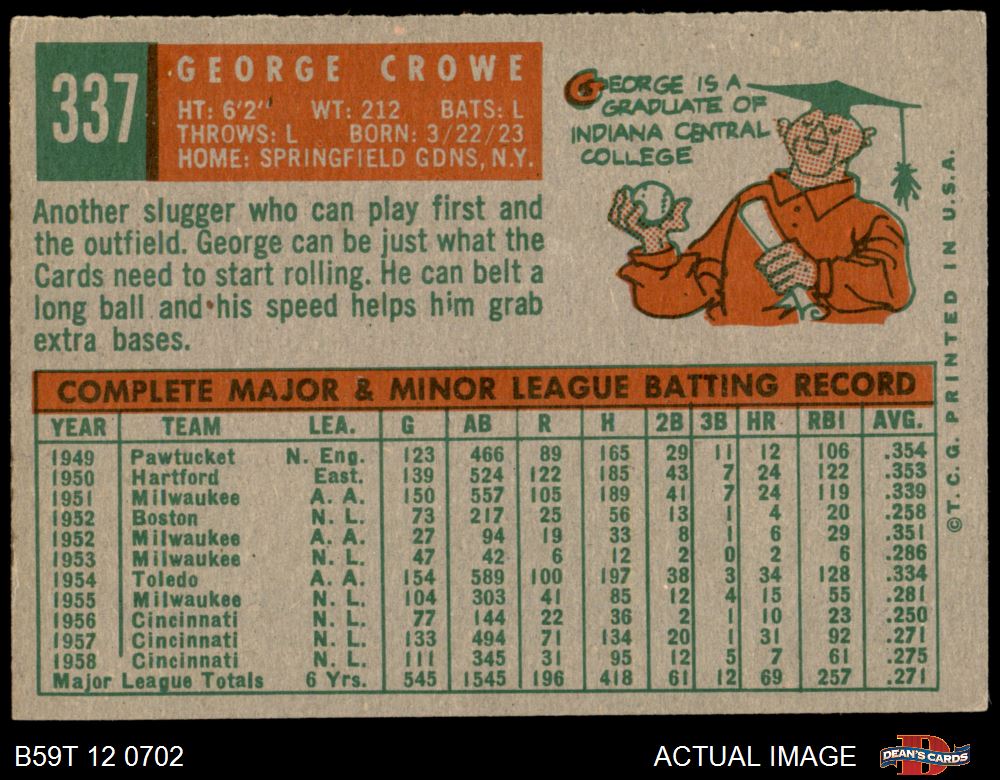 337
GEORGE CROWE
HT: 6'2" WT: 212 BATS: L
THROWS: L BORN: 3/22/23
HOME: SPRINGFIELD GDNS, N.Y.
GEORGE IS A
GRADUATE OF
INDIANA CENTRAL
COLLEGE
Another slugger who can play first and
the outfield. George can be just what the
Cards need to start rolling. He can belt a
long ball and his speed helps him grab
extra bases.
COMPLETE MAJOR & MINOR LEAGUE BATTING RECORD
YEAR TEAM LEA. G AB R H 2B 3B HR RBI AVG.
1949 Pawtucket N. Eng. 123 466 89 165 29 11 12 106 .354
1950 Hartford East. 139 524 122 185 43 7 24 122 .353
1951 Milwaukee A. A. 150 557 105 189 41 7 24 119 .339
1952 Boston N. L. 73 217 25 56 13 1 4 20 .258
1952 Milwaukee A. A. 27 94 19 33 8 1 6 29 .351
1953 Milwaukee N. L. 47 42 6 12 2 0 2 6 .286
1954 Toledo A. A. 154 589 100 197 38 3 34 128 .334
1955 Milwaukee N. L. 104 303 41 85 12 4 15 55 .281
1956 Cincinnati N. L. 77 144 22 36 2 1 10 23 .250
1957 Cincinnati N. L. 133 494 71 134 20 1 31 92 .271
1958 Cincinnati N. L. 111 345 31 95 12 5 7 61 .275
Major League Totals 6 Yrs. 545 1545 196 418 61 12 69 257 .271
©T. C. G. PRINTED IN U.S.A.
B59T 12 0702
ACTUAL IMAGE
D
DEAN'S CARDS